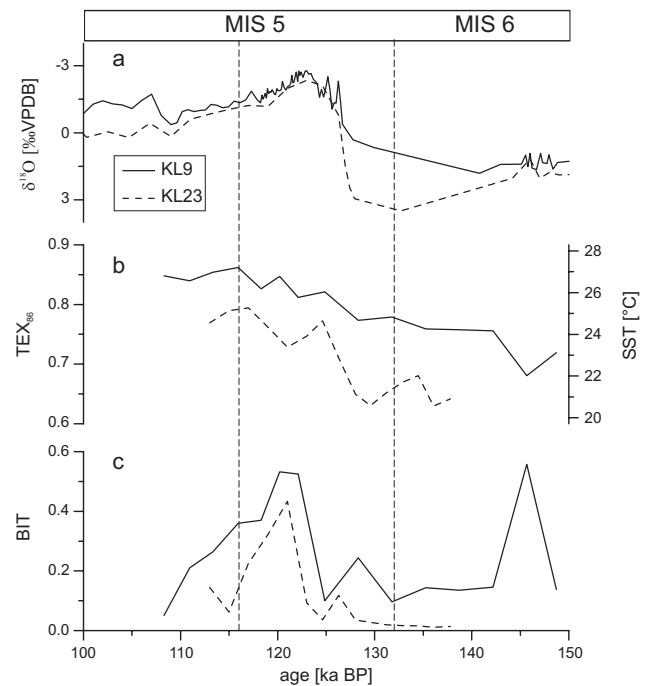 MIS 5 MIS 6
a
-3
0
3
δ¹⁸O [‰VPDB]
KL9
KL23
b
0.9
0.8
0.7
0.6
TEX₈₆
28
26
24
22
20
SST [°C]
c
0.6
0.4
0.2
0.0
BIT
100 110 120 130 140 150
age [ka BP]